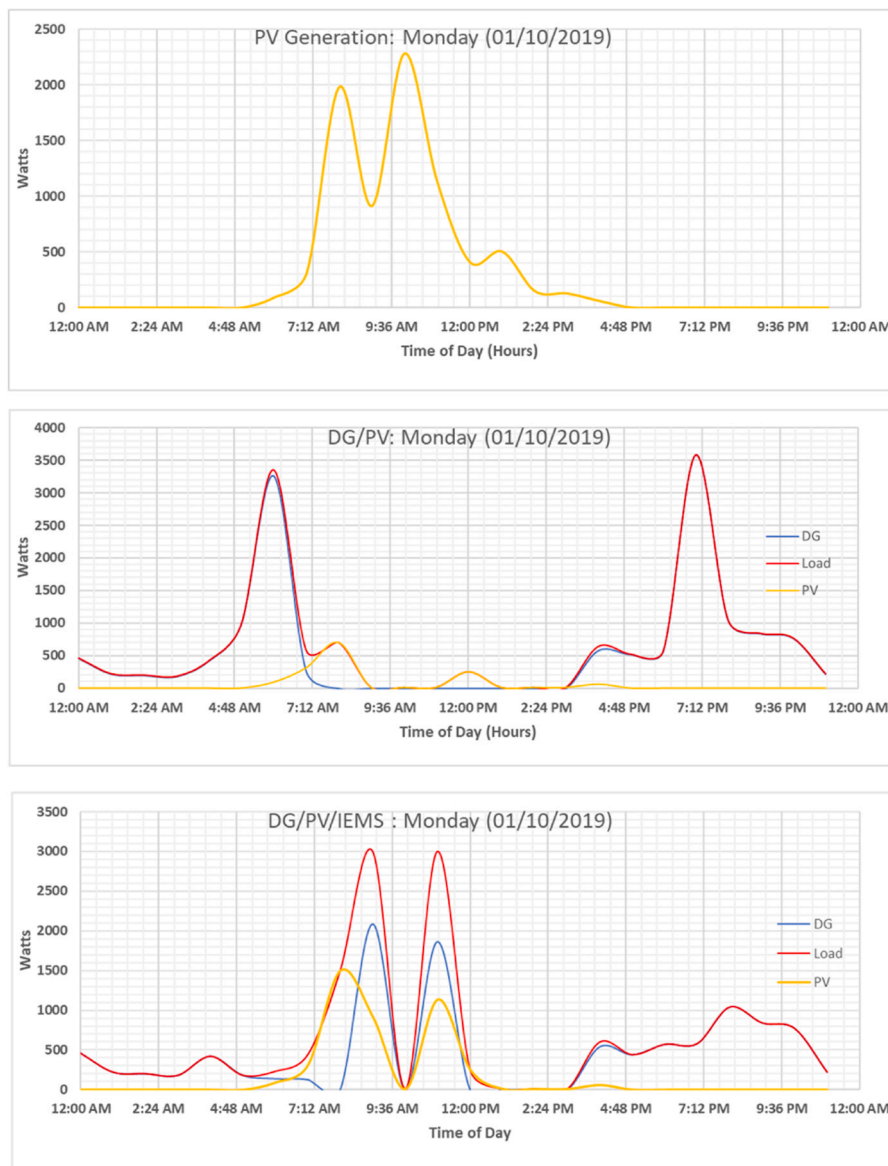 PV Generation: Monday (01/10/2019)
2500
2000
1500
1000
500
0
Watts
12:00 AM 2:24 AM 4:48 AM 7:12 AM 9:36 AM 12:00 PM 2:24 PM 4:48 PM 7:12 PM 9:36 PM 12:00 AM
Time of Day (Hours)
DG/PV: Monday (01/10/2019)
4000
3500
3000
2500
2000
1500
1000
500
0
Watts
DG
Load
PV
12:00 AM 2:24 AM 4:48 AM 7:12 AM 9:36 AM 12:00 PM 2:24 PM 4:48 PM 7:12 PM 9:36 PM 12:00 AM
Time of Day (Hours)
DG/PV/IEMS : Monday (01/10/2019)
3500
3000
2500
2000
1500
1000
500
0
Watts
DG
Load
PV
12:00 AM 2:24 AM 4:48 AM 7:12 AM 9:36 AM 12:00 PM 2:24 PM 4:48 PM 7:12 PM 9:36 PM 12:00 AM
Time of Day